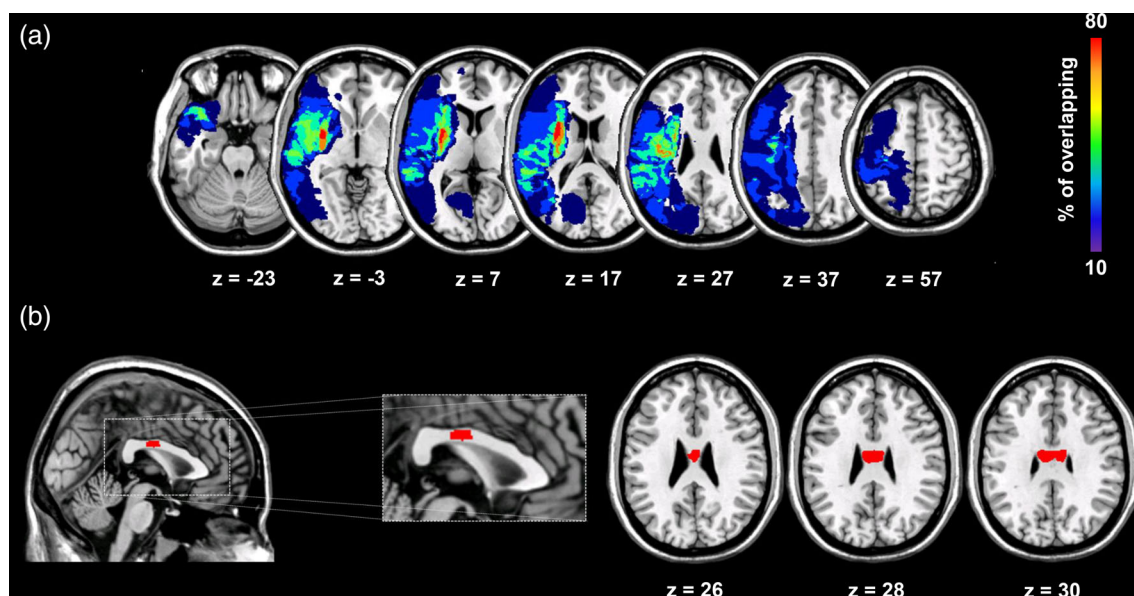 (a)
80
% of overlapping
10
z = -23
z = -3
z = 7
z = 17
z = 27
z = 37
z = 57
(b)
z = 26
z = 28
z = 30